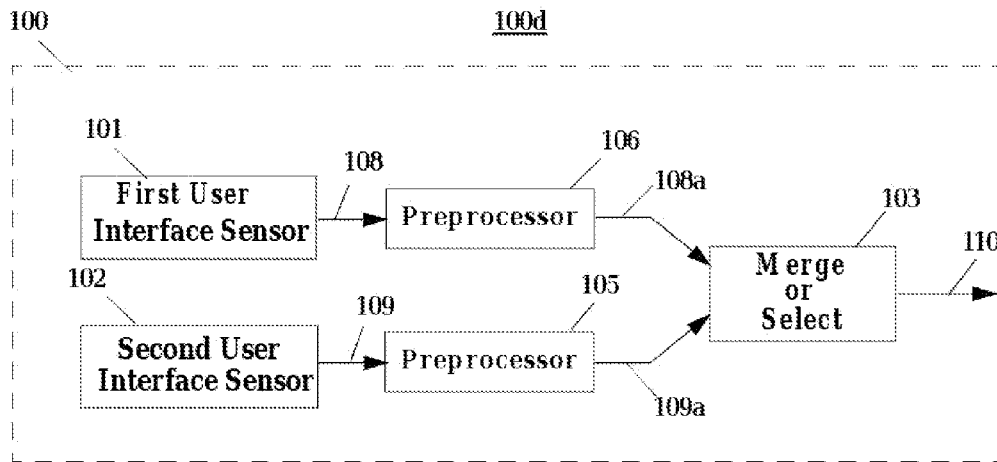 100
100d
101
First User
Interface Sensor
108
106
Preprocessor
108a
103
Merge
or
Select
110
102
Second User
Interface Sensor
109
105
Preprocessor
109a